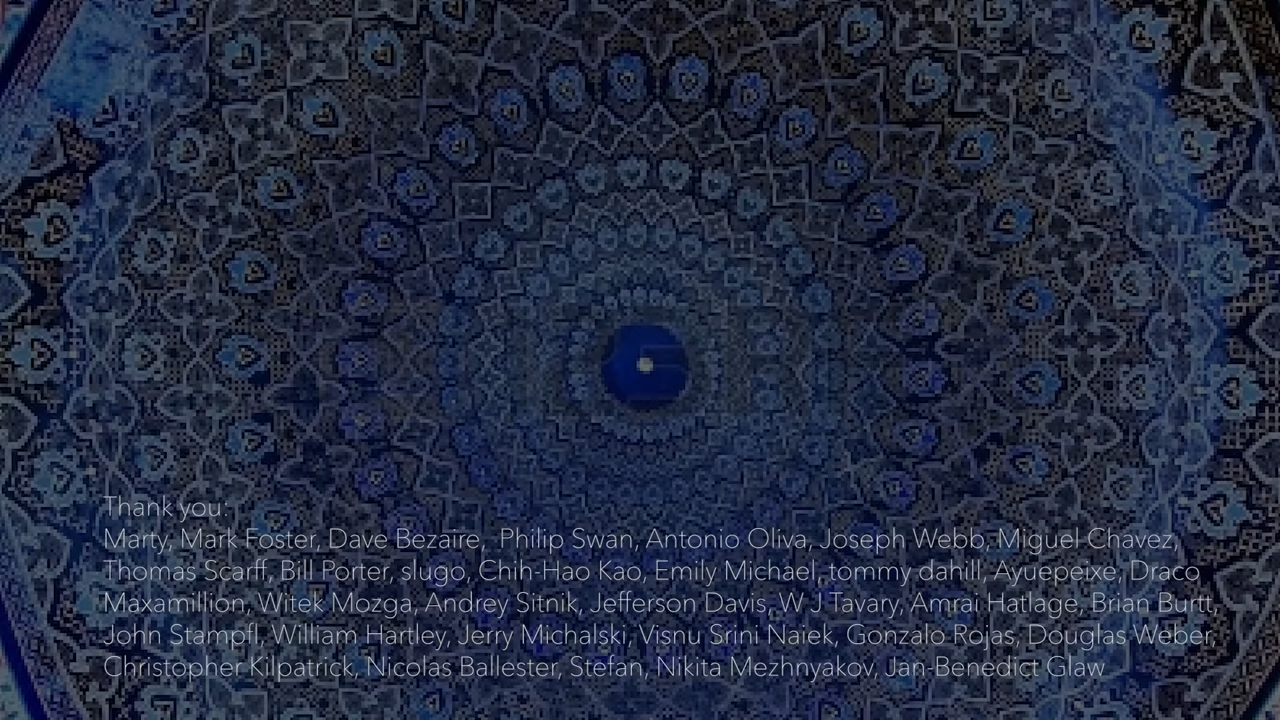 Thank you:
Marty, Mark Foster, Dave Bezaire, Philip Swan, Antonio Oliva, Joseph Webb, Miguel Chavez,
Thomas Scarff, Bill Porter, slugo, Chih-Hao Kao, Emily Michael, tommy dahill, Ayuepeixe, Draco
Maxamillion, Witek Mozga, Andrey Sitnik, Jefferson Davis, W J Tavary, Amrai Hatlage, Brian Burtt,
John Stampfl, William Hartley, Jerry Michalski, Visnu Srini Naiek, Gonzalo Rojas, Douglas Weber,
Christopher Kilpatrick, Nicolas Ballester, Stefan, Nikita Mezhnyakov, Jan-Benedict Glaw